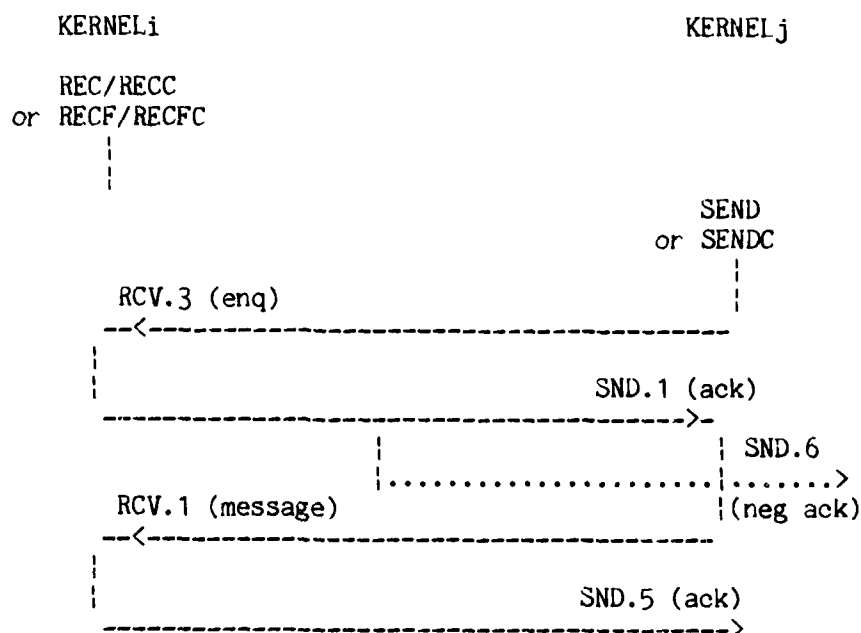 KERNELi KERNELj
REC/RECC
or RECF/RECFC
SEND
or SENDC
RCV.3 (enq)
SND.1 (ack)
SND.6
RCV.1 (message) (neg ack)
SND.5 (ack)